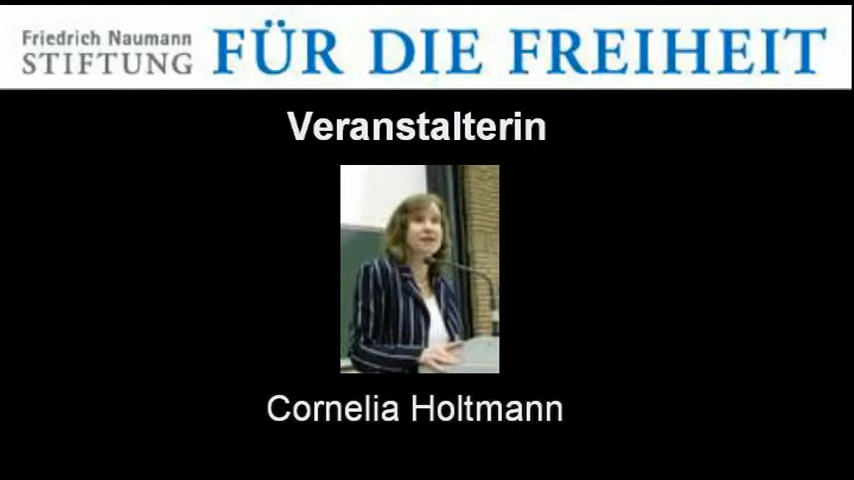 Friedrich Naumann
STIFTUNG FÜR DIE FREIHEIT
Veranstalterin
Cornelia Holtmann